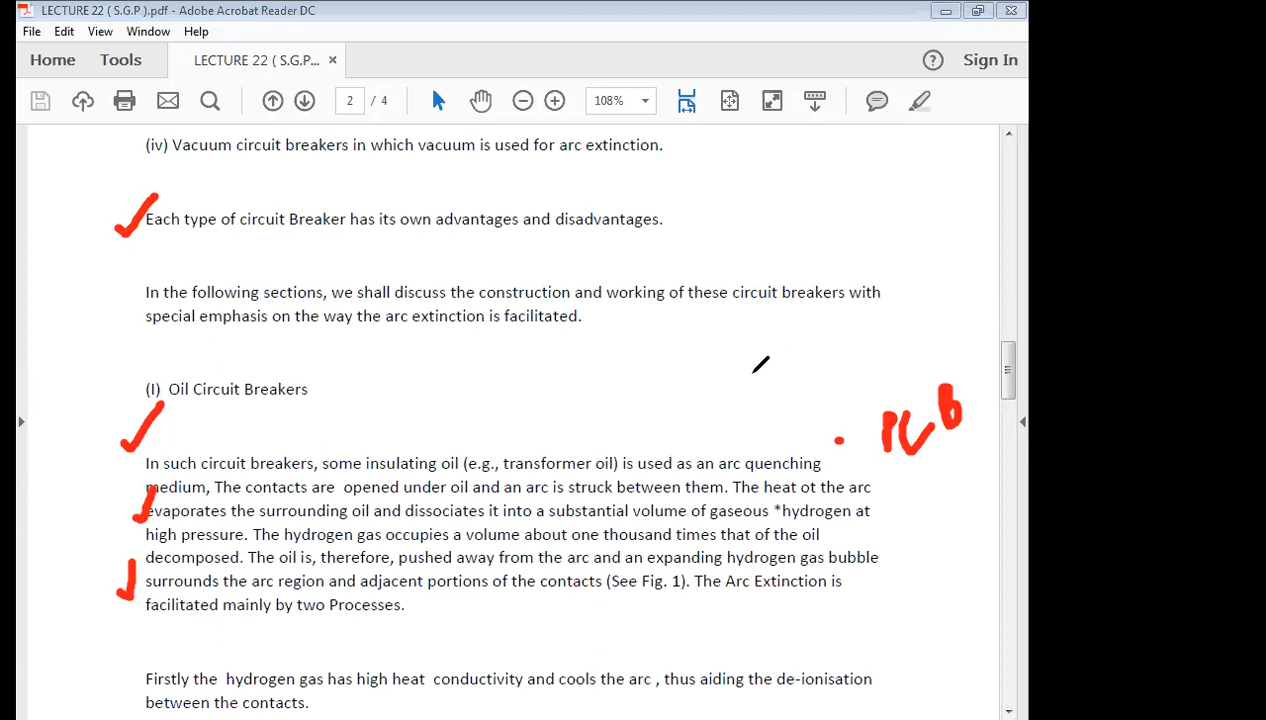 LECTURE 22 ( S.G.P ).pdf - Adobe Acrobat Reader DC
File Edit View Window Help
Home Tools LECTURE 22 ( S.G.P... × Sign In
2 / 4 108%
(iv) Vacuum circuit breakers in which vacuum is used for arc extinction.
Each type of circuit Breaker has its own advantages and disadvantages.
In the following sections, we shall discuss the construction and working of these circuit breakers with
special emphasis on the way the arc extinction is facilitated.
(I) Oil Circuit Breakers
PCB
In such circuit breakers, some insulating oil (e.g., transformer oil) is used as an arc quenching
medium, The contacts are opened under oil and an arc is struck between them. The heat ot the arc
evaporates the surrounding oil and dissociates it into a substantial volume of gaseous *hydrogen at
high pressure. The hydrogen gas occupies a volume about one thousand times that of the oil
decomposed. The oil is, therefore, pushed away from the arc and an expanding hydrogen gas bubble
surrounds the arc region and adjacent portions of the contacts (See Fig. 1). The Arc Extinction is
facilitated mainly by two Processes.
Firstly the hydrogen gas has high heat conductivity and cools the arc , thus aiding the de-ionisation
between the contacts.